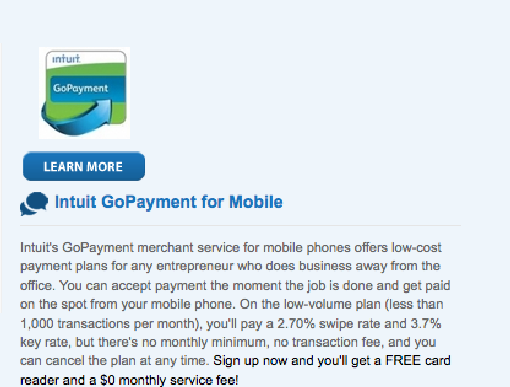 intuit.
GoPayment
LEARN MORE
Intuit GoPayment for Mobile
Intuit's GoPayment merchant service for mobile phones offers low-cost
payment plans for any entrepreneur who does business away from the
office. You can accept payment the moment the job is done and get paid
on the spot from your mobile phone. On the low-volume plan (less than
1,000 transactions per month), you'll pay a 2.70% swipe rate and 3.7%
key rate, but there's no monthly minimum, no transaction fee, and you
can cancel the plan at any time. Sign up now and you'll get a FREE card
reader and a $0 monthly service fee!